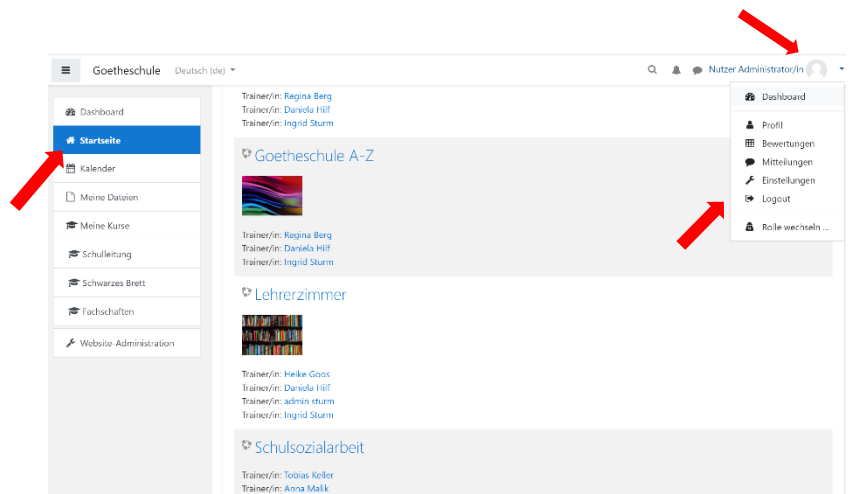 Goetheschule Deutsch (de)
Nutzer Administrator/in
Dashboard
Startseite
Kalender
Meine Dateien
Meine Kurse
Schulleitung
Schwarzes Brett
Fachschaften
Website-Administration
Trainer/in: Regina Berg
Trainer/in: Daniela Hilf
Trainer/in: Ingrid Sturm
Goetheschule A-Z
Trainer/in: Regina Berg
Trainer/in: Daniela Hilf
Trainer/in: Ingrid Sturm
Lehrerzimmer
Trainer/in: Heike Goos
Trainer/in: Daniela Hilf
Trainer/in: admin sturm
Trainer/in: Ingrid Sturm
Schulsozialarbeit
Trainer/in: Tobias Keller
Trainer/in: Anna Malik
Dashboard
Profil
Bewertungen
Mitteilungen
Einstellungen
Logout
Rolle wechseln ...